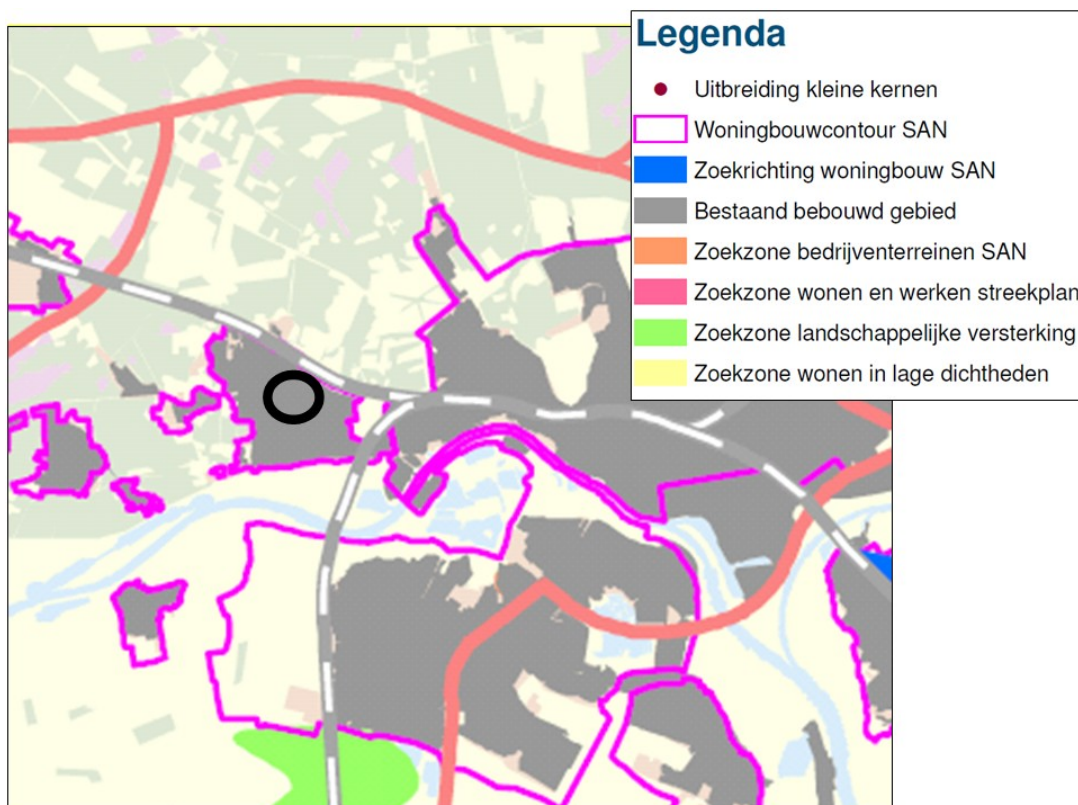 Legenda
Uitbreiding kleine kernen
Woningbouwcontour SAN
Zoekrichting woningbouw SAN
Bestaand bebouwd gebied
Zoekzone bedrijventerreinen SAN
Zoekzone wonen en werken streekplan
Zoekzone landschappelijke versterking
Zoekzone wonen in lage dichtheden